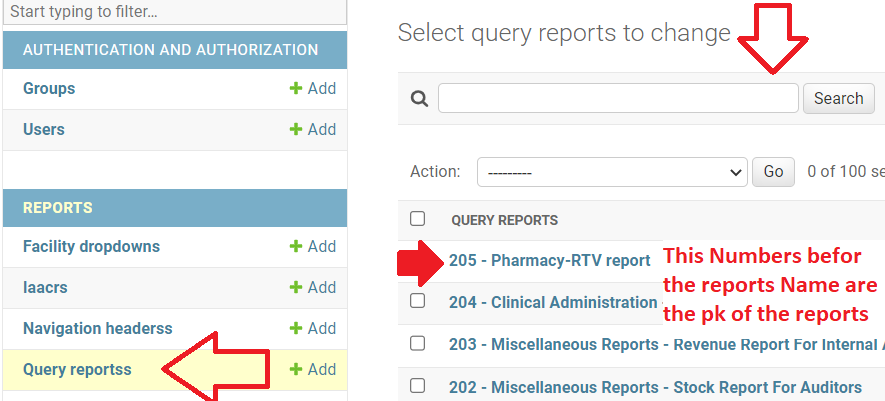 Start typing to filter…
AUTHENTICATION AND AUTHORIZATION
Groups
+ Add
Users
+ Add
REPORTS
Facility dropdowns
+ Add
Iaacrs
+ Add
Navigation headerss
+ Add
Query reportss
+ Add
Select query reports to change
Search
Action:
---------
Go
0 of 100 se
QUERY REPORTS
205 - Pharmacy-RTV report
204 - Clinical Administration
203 - Miscellaneous Reports - Revenue Report For Internal A
202 - Miscellaneous Reports - Stock Report For Auditors
This Numbers befor
the reports Name are
the pk of the reports